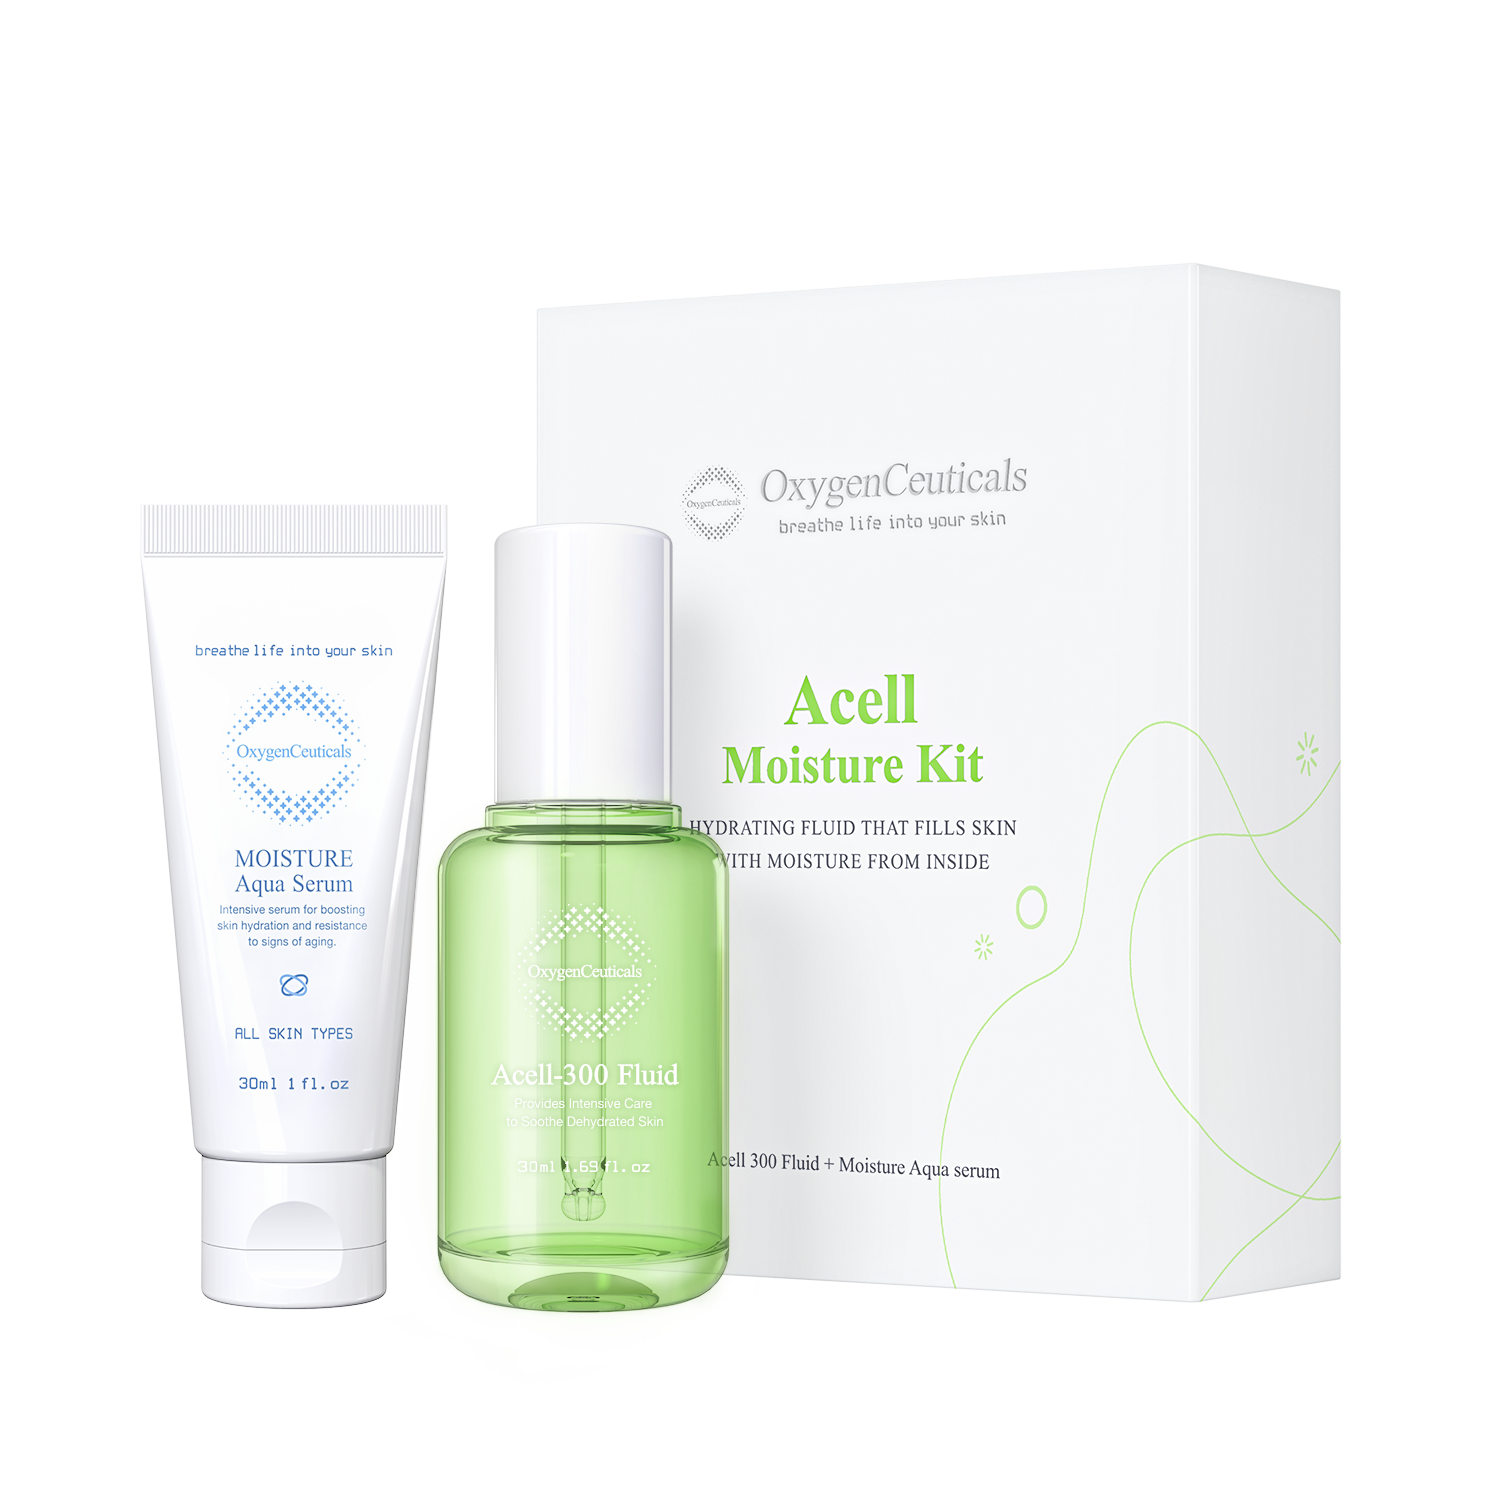 breathe life into your skin
OxygenCeuticals
MOISTURE
Aqua Serum
Intensive serum for boosting
skin hydration and resistance
to signs of aging.
ALL SKIN TYPES
30ml 1 fl.oz
OxygenCeuticals
Acell-300 Fluid
Provides Intensive Care
to Soothe Dehydrated Skin
30ml 1.69 fl.oz
OxygenCeuticals
OxygenCeuticals
breathe life into your skin
Acell
Moisture Kit
HYDRATING FLUID THAT FILLS SKIN
WITH MOISTURE FROM INSIDE
Acell 300 Fluid + Moisture Aqua serum